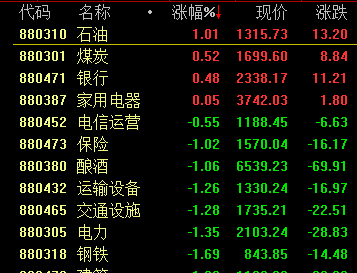 代码 名称 • 涨幅%↓ 现价 涨跌
880310 石油 1.01 1315.73 13.20
880301 煤炭 0.52 1699.60 8.84
880471 银行 0.48 2338.17 11.21
880387 家用电器 0.05 3742.03 1.80
880452 电信运营 -0.55 1188.45 -6.63
880473 保险 -1.02 1570.04 -16.17
880380 酿酒 -1.06 6539.23 -69.91
880432 运输设备 -1.26 1330.24 -16.97
880465 交通设施 -1.28 1735.21 -22.51
880305 电力 -1.35 2103.24 -28.83
880318 钢铁 -1.69 843.85 -14.48